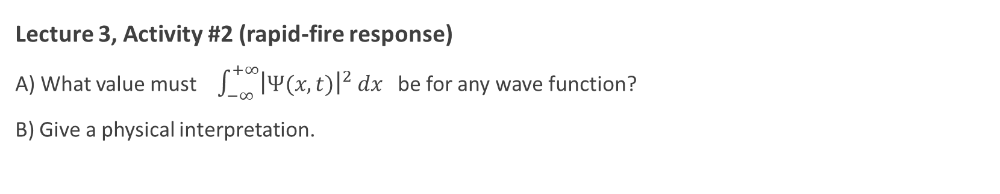 Lecture 3, Activity #2 (rapid-fire response)
A) What value must ∫₋∞⁺∞|Ψ(x, t)|² dx be for any wave function?
B) Give a physical interpretation.